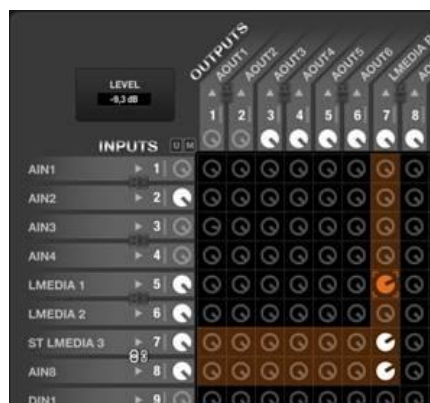 OUTPUTS
AOUT1
AOUT2
AOUT3
AOUT4
AOUT5
AOUT6
LMEDIA
LEVEL
-9,3 dB
1 2 3 4 5 6 7 8
INPUTS U M
AIN1 1
AIN2 2
AIN3 3
AIN4 4
LMEDIA 1 5
LMEDIA 2 6
ST LMEDIA 3 7
AIN8 8
DIN1 9